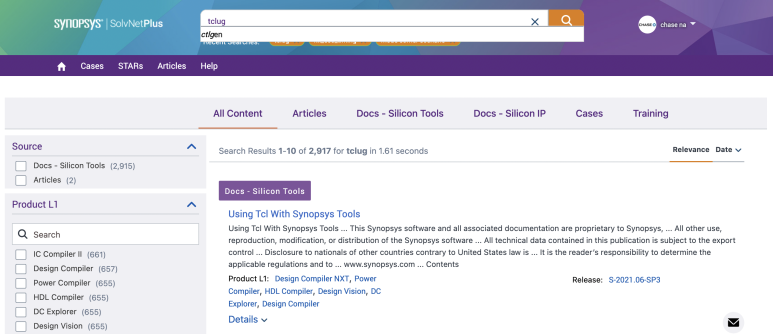 SYNOPSYS® | SolvNetPlus
tclug
ctlgen
Recent Searches:
CHASE N
chase na
Cases STARs Articles Help
All Content Articles Docs - Silicon Tools Docs - Silicon IP Cases Training
Source
Docs - Silicon Tools (2,915)
Articles (2)
Product L1
Search
IC Compiler II (661)
Design Compiler (657)
Power Compiler (655)
HDL Compiler (655)
DC Explorer (655)
Design Vision (655)
Search Results 1-10 of 2,917 for tclug in 1.61 seconds
Relevance Date
Docs - Silicon Tools
Using Tcl With Synopsys Tools
Using Tcl With Synopsys Tools ... This Synopsys software and all associated documentation are proprietary to Synopsys, ... All other use,
reproduction, modification, or distribution of the Synopsys software ... All technical data contained in this publication is subject to the export
control ... Disclosure to nationals of other countries contrary to United States law is ... It is the reader's responsibility to determine the
applicable regulations and to ... www.synopsys.com ... Contents
Product L1: Design Compiler NXT, Power
Compiler, HDL Compiler, Design Vision, DC
Explorer, Design Compiler
Release: S-2021.06-SP3
Details